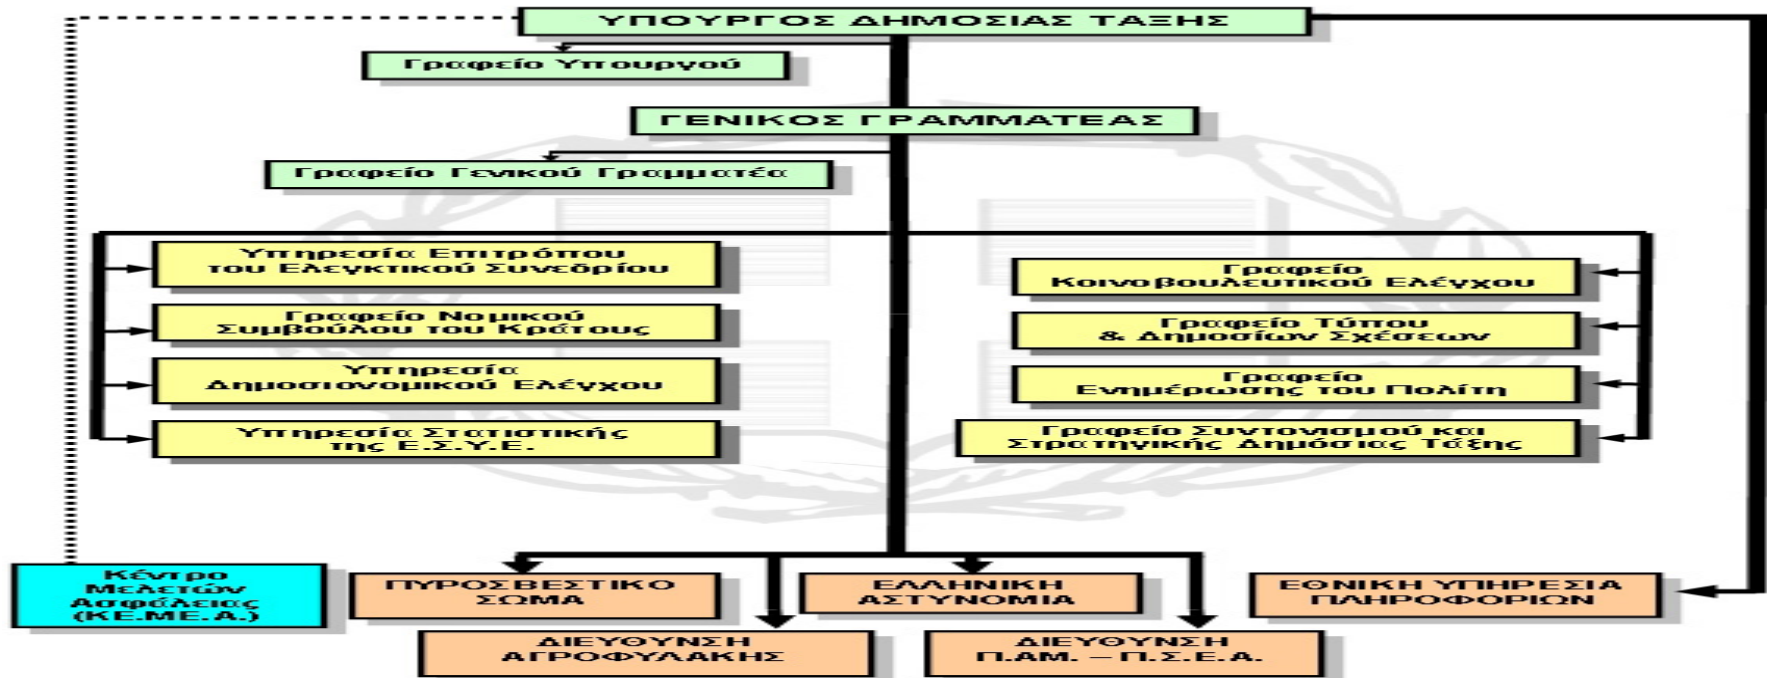 ΥΠΟΥΡΓΟΣ ΔΗΜΟΣΙΑΣ ΤΑΞΗΣ
Γραφείο Υπουργού
ΓΕΝΙΚΟΣ ΓΡΑΜΜΑΤΕΑΣ
Γραφείο Γενικού Γραμματέα
Υπηρεσία Επιτρόπου
του Ελεγκτικού Συνεδρίου
Γραφείο Νομικού
Συμβούλου του Κράτους
Υπηρεσία
Δημοσιονομικού Ελέγχου
Υπηρεσία Στατιστικής
της Ε.Σ.Υ.Ε.
Γραφείο
Κοινοβουλευτικού Ελέγχου
Γραφείο Τύπου
& Δημοσίων Σχέσεων
Γραφείο
Ενημέρωσης του Πολίτη
Γραφείο Συντονισμού και
Στρατηγικής Δημόσιας Τάξης
Κέντρο
Μελετών
Ασφάλειας
(ΚΕ.ΜΕ.Α.)
ΠΥΡΟΣΒΕΣΤΙΚΟ
ΣΩΜΑ
ΕΛΛΗΝΙΚΗ
ΑΣΤΥΝΟΜΙΑ
ΕΘΝΙΚΗ ΥΠΗΡΕΣΙΑ
ΠΛΗΡΟΦΟΡΙΩΝ
ΔΙΕΥΘΥΝΣΗ
ΑΓΡΟΦΥΛΑΚΗΣ
ΔΙΕΥΘΥΝΣΗ
Π.ΑΜ. – Π.Σ.Ε.Α.